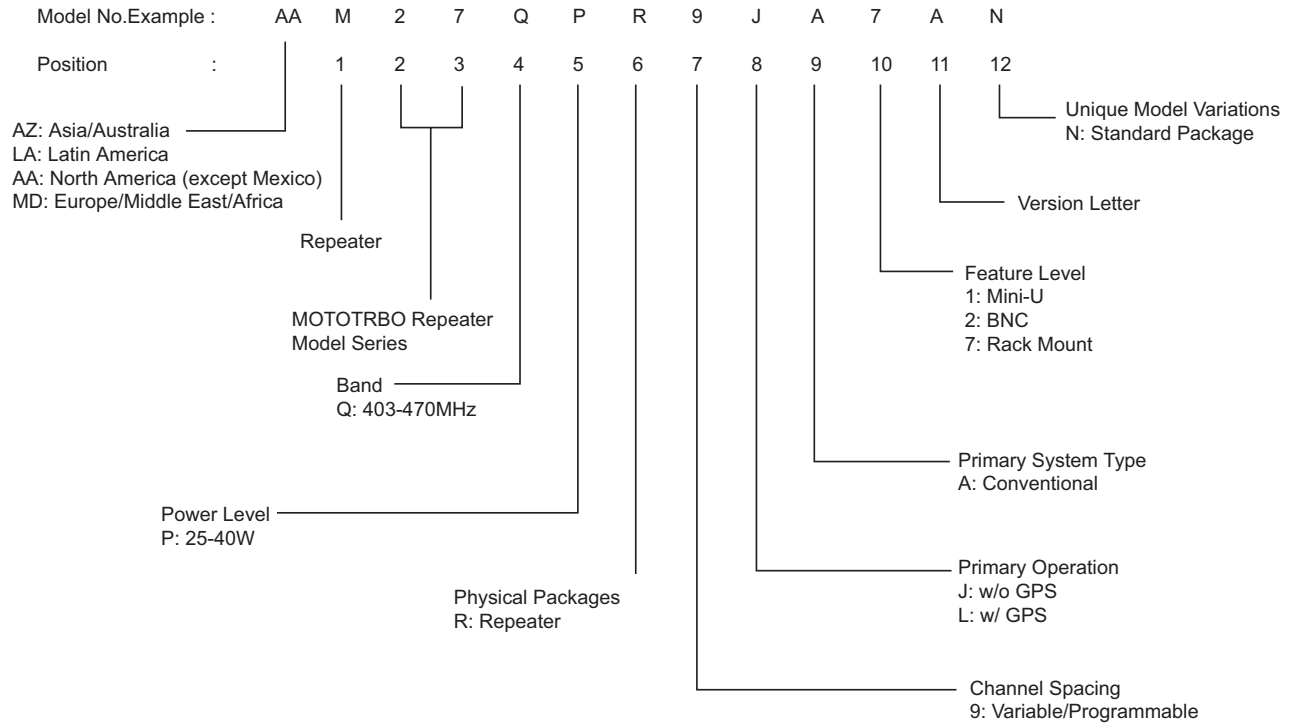 Model No.Example : AA M 2 7 Q P R 9 J A 7 A N
Position : 1 2 3 4 5 6 7 8 9 10 11 12
AZ: Asia/Australia
LA: Latin America
AA: North America (except Mexico)
MD: Europe/Middle East/Africa
Unique Model Variations
N: Standard Package
Version Letter
Repeater
Feature Level
1: Mini-U
2: BNC
7: Rack Mount
MOTOTRBO Repeater
Model Series
Band
Q: 403-470MHz
Primary System Type
A: Conventional
Power Level
P: 25-40W
Primary Operation
J: w/o GPS
L: w/ GPS
Physical Packages
R: Repeater
Channel Spacing
9: Variable/Programmable